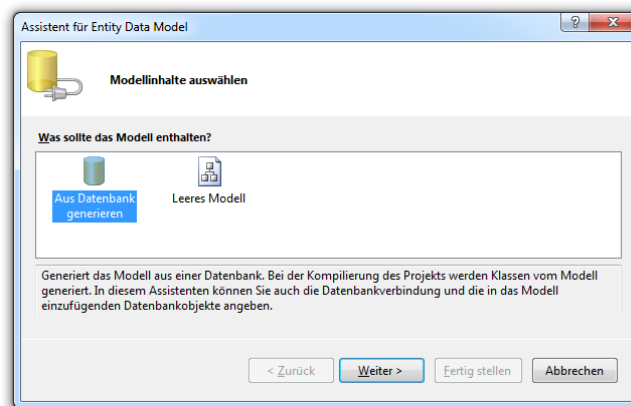 Assistent für Entity Data Model
Modellinhalte auswählen
Was sollte das Modell enthalten?
Aus Datenbank
generieren
Leeres Modell
Generiert das Modell aus einer Datenbank. Bei der Kompilierung des Projekts werden Klassen vom Modell
generiert. In diesem Assistenten können Sie auch die Datenbankverbindung und die in das Modell
einzufügenden Datenbankobjekte angeben.
< Zurück
Weiter >
Fertig stellen
Abbrechen